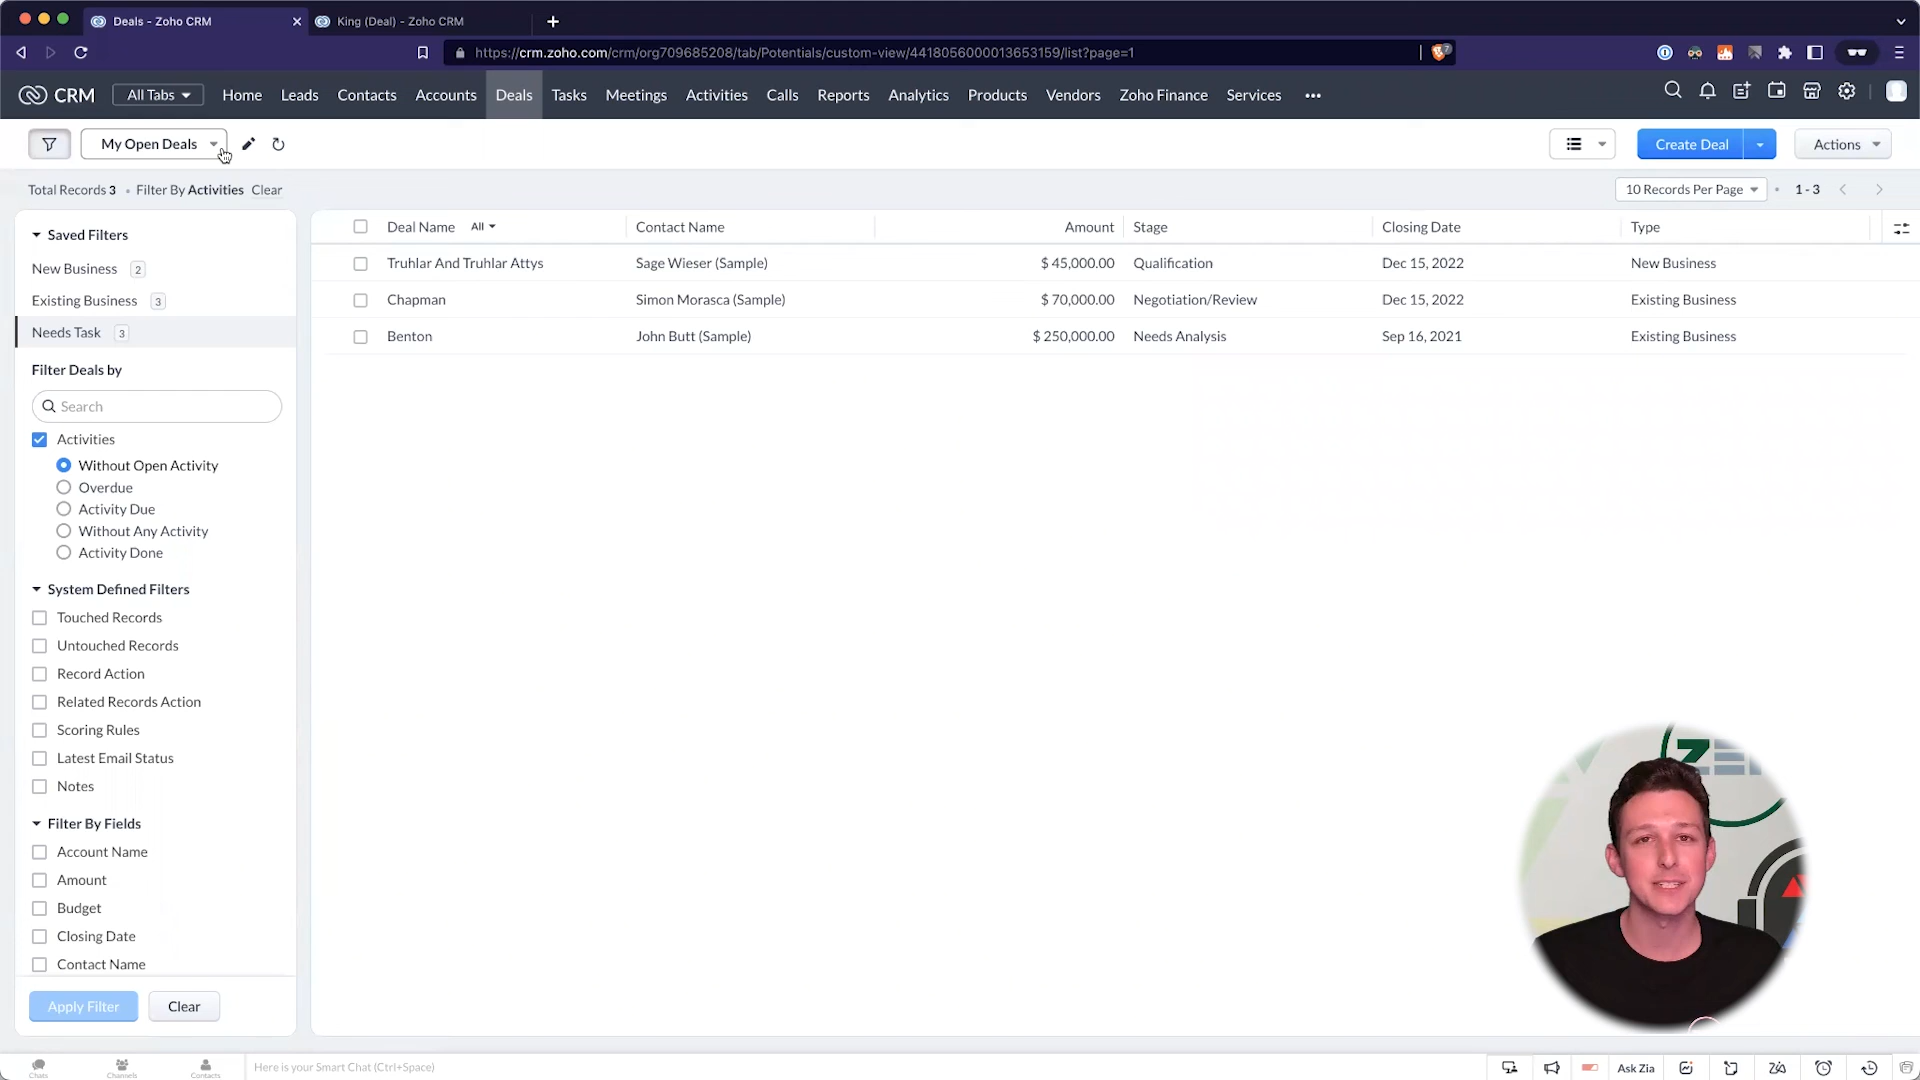 Deals - Zoho CRM
King (Deal) - Zoho CRM
https://crm.zoho.com/crm/org709685208/tab/Potentials/custom-view/4418056000013653159/list?page=1
7
CRM
All Tabs
Home
Leads
Contacts
Accounts
Deals
Tasks
Meetings
Activities
Calls
Reports
Analytics
Products
Vendors
Zoho Finance
Services
My Open Deals
Create Deal
Actions
Total Records 3 • Filter By Activities Clear
10 Records Per Page • 1 - 3
Saved Filters
New Business 2
Existing Business 3
Needs Task 3
Filter Deals by
Search
Activities
Without Open Activity
Overdue
Activity Due
Without Any Activity
Activity Done
System Defined Filters
Touched Records
Untouched Records
Record Action
Related Records Action
Scoring Rules
Latest Email Status
Notes
Filter By Fields
Account Name
Amount
Budget
Closing Date
Contact Name
Apply Filter
Clear
Deal Name All Contact Name Amount Stage Closing Date Type
Truhlar And Truhlar Attys Sage Wieser (Sample) $ 45,000.00 Qualification Dec 15, 2022 New Business
Chapman Simon Morasca (Sample) $ 70,000.00 Negotiation/Review Dec 15, 2022 Existing Business
Benton John Butt (Sample) $ 250,000.00 Needs Analysis Sep 16, 2021 Existing Business
Chats
Channels
Contacts
Here is your Smart Chat (Ctrl+Space)
Ask Zia